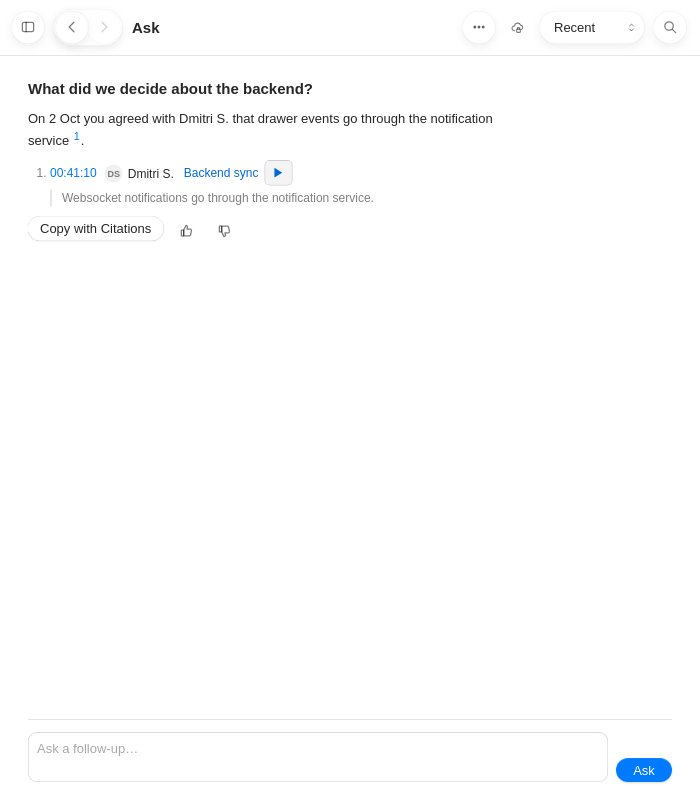 Ask
Recent
What did we decide about the backend?
On 2 Oct you agreed with Dmitri S. that drawer events go through the notification
service 1.
1. 00:41:10 DS Dmitri S. Backend sync
Websocket notifications go through the notification service.
Copy with Citations
Ask a follow-up…
Ask